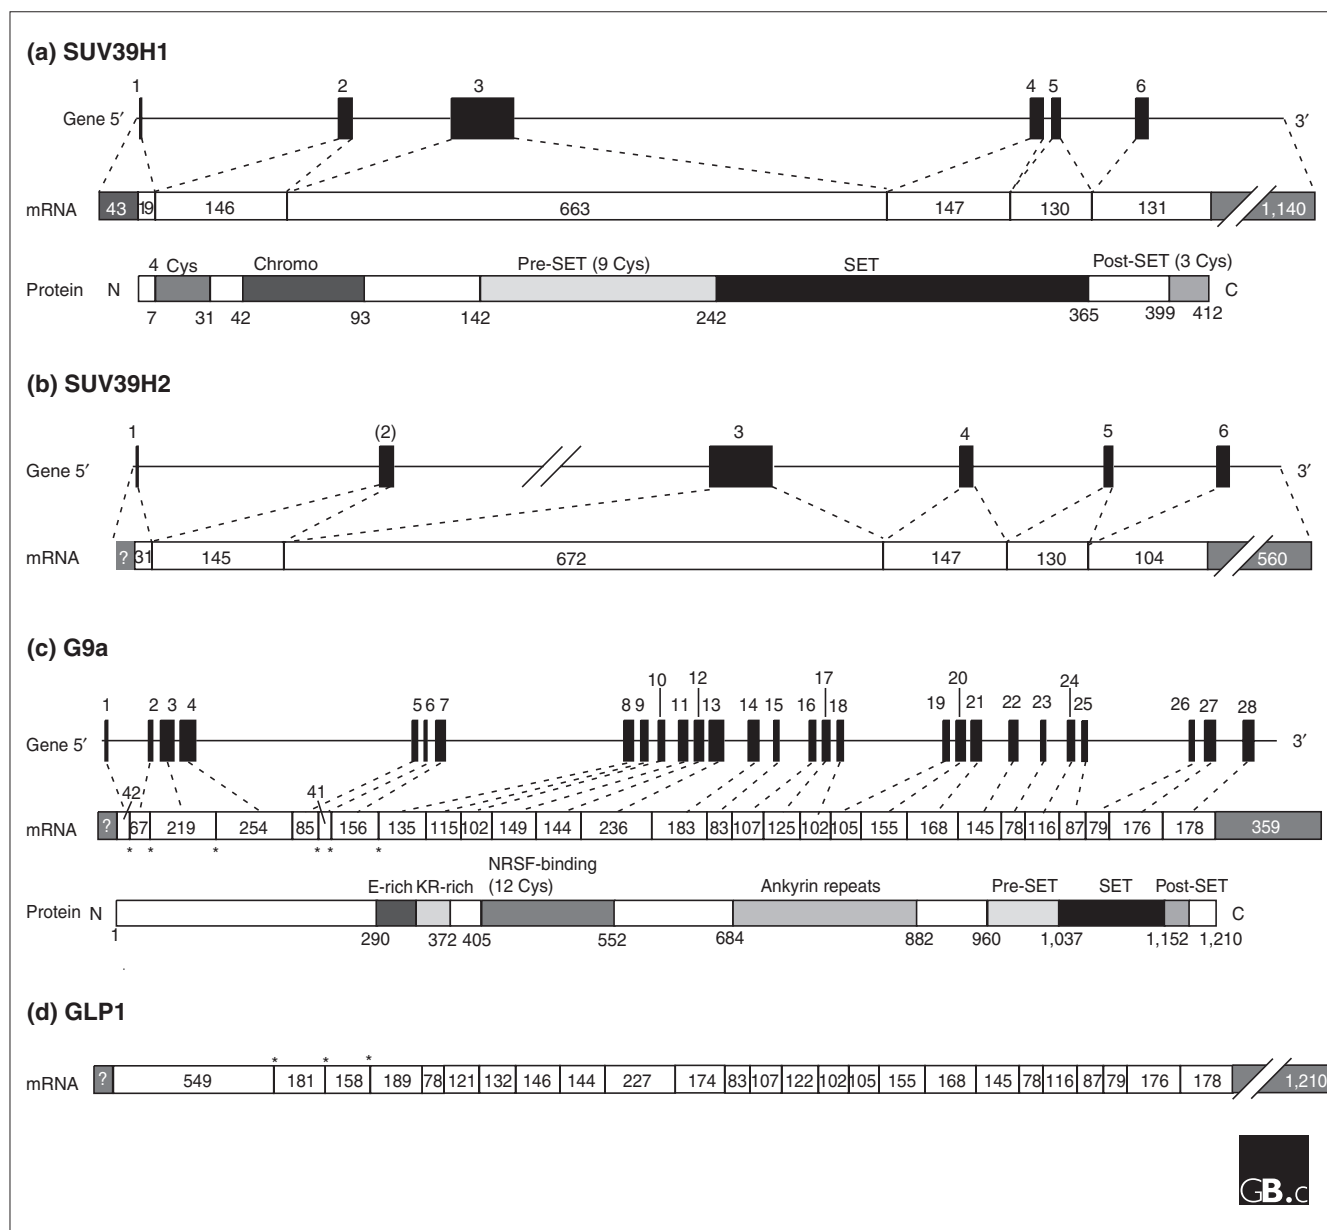 (a) SUV39H1
1 2 3 4 5 6
Gene 5′ 3′
mRNA 43 19 146 663 147 130 131 1,140
4 Cys Chromo Pre-SET (9 Cys) SET Post-SET (3 Cys)
Protein N C
7 31 42 93 142 242 365 399 412
(b) SUV39H2
1 (2) 3 4 5 6
Gene 5′ 3′
mRNA ? 31 145 672 147 130 104 560
(c) G9a
10 12 17 20 24
1 2 3 4 5 6 7 8 9 11 13 14 15 16 18 19 21 22 23 25 26 27 28
Gene 5′ 3′
42 41
mRNA ? 67 219 254 85 156 135 115 102 149 144 236 183 83 107 125 102 105 155 168 145 78 116 87 79 176 178 359
* * * * * *
NRSF-binding
E-rich KR-rich (12 Cys) Ankyrin repeats Pre-SET SET Post-SET
Protein N C
1 290 372 405 552 684 882 960 1,037 1,152 1,210
(d) GLP1
* * *
mRNA ? 549 181 158 189 78 121 132 146 144 227 174 83 107 122 102 105 155 168 145 78 116 87 79 176 178 1,210
GB.c